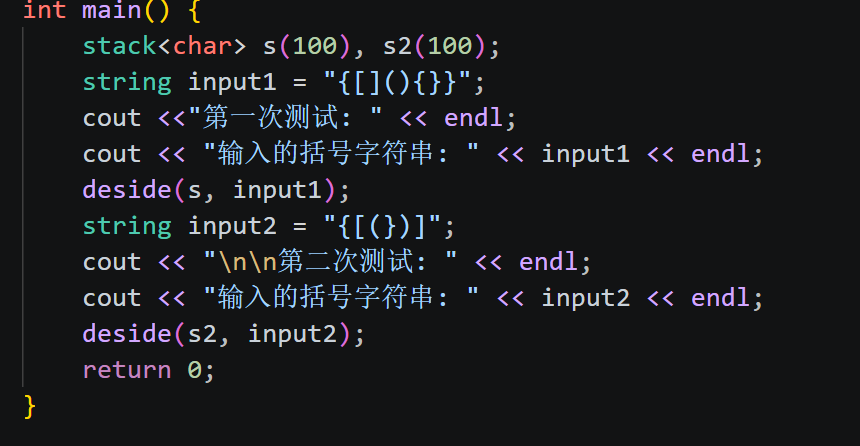 int main() {
    stack<char> s(100), s2(100);
    string input1 = "{[](){}}";
    cout <<"第一次测试: " << endl;
    cout << "输入的括号字符串: " << input1 << endl;
    deside(s, input1);
    string input2 = "{[(})]";
    cout << "\n\n第二次测试: " << endl;
    cout << "输入的括号字符串: " << input2 << endl;
    deside(s2, input2);
    return 0;
}